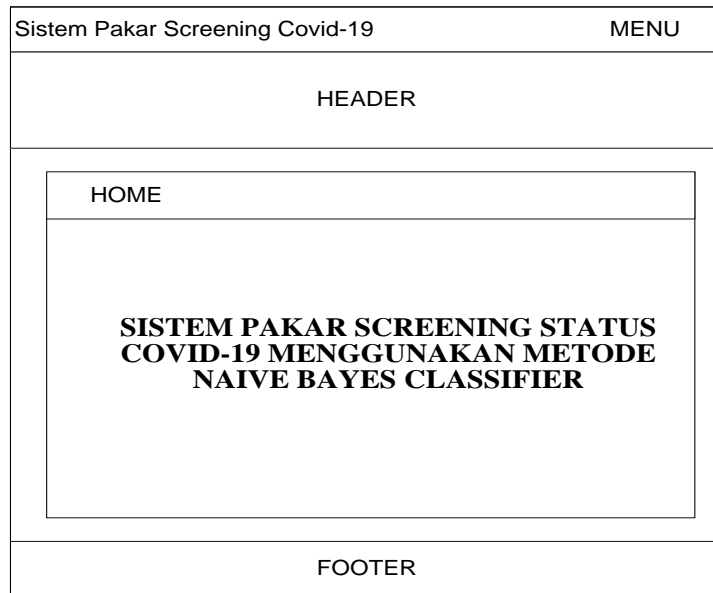 Sistem Pakar Screening Covid-19 MENU
HEADER
HOME
SISTEM PAKAR SCREENING STATUS
COVID-19 MENGGUNAKAN METODE
NAIVE BAYES CLASSIFIER
FOOTER